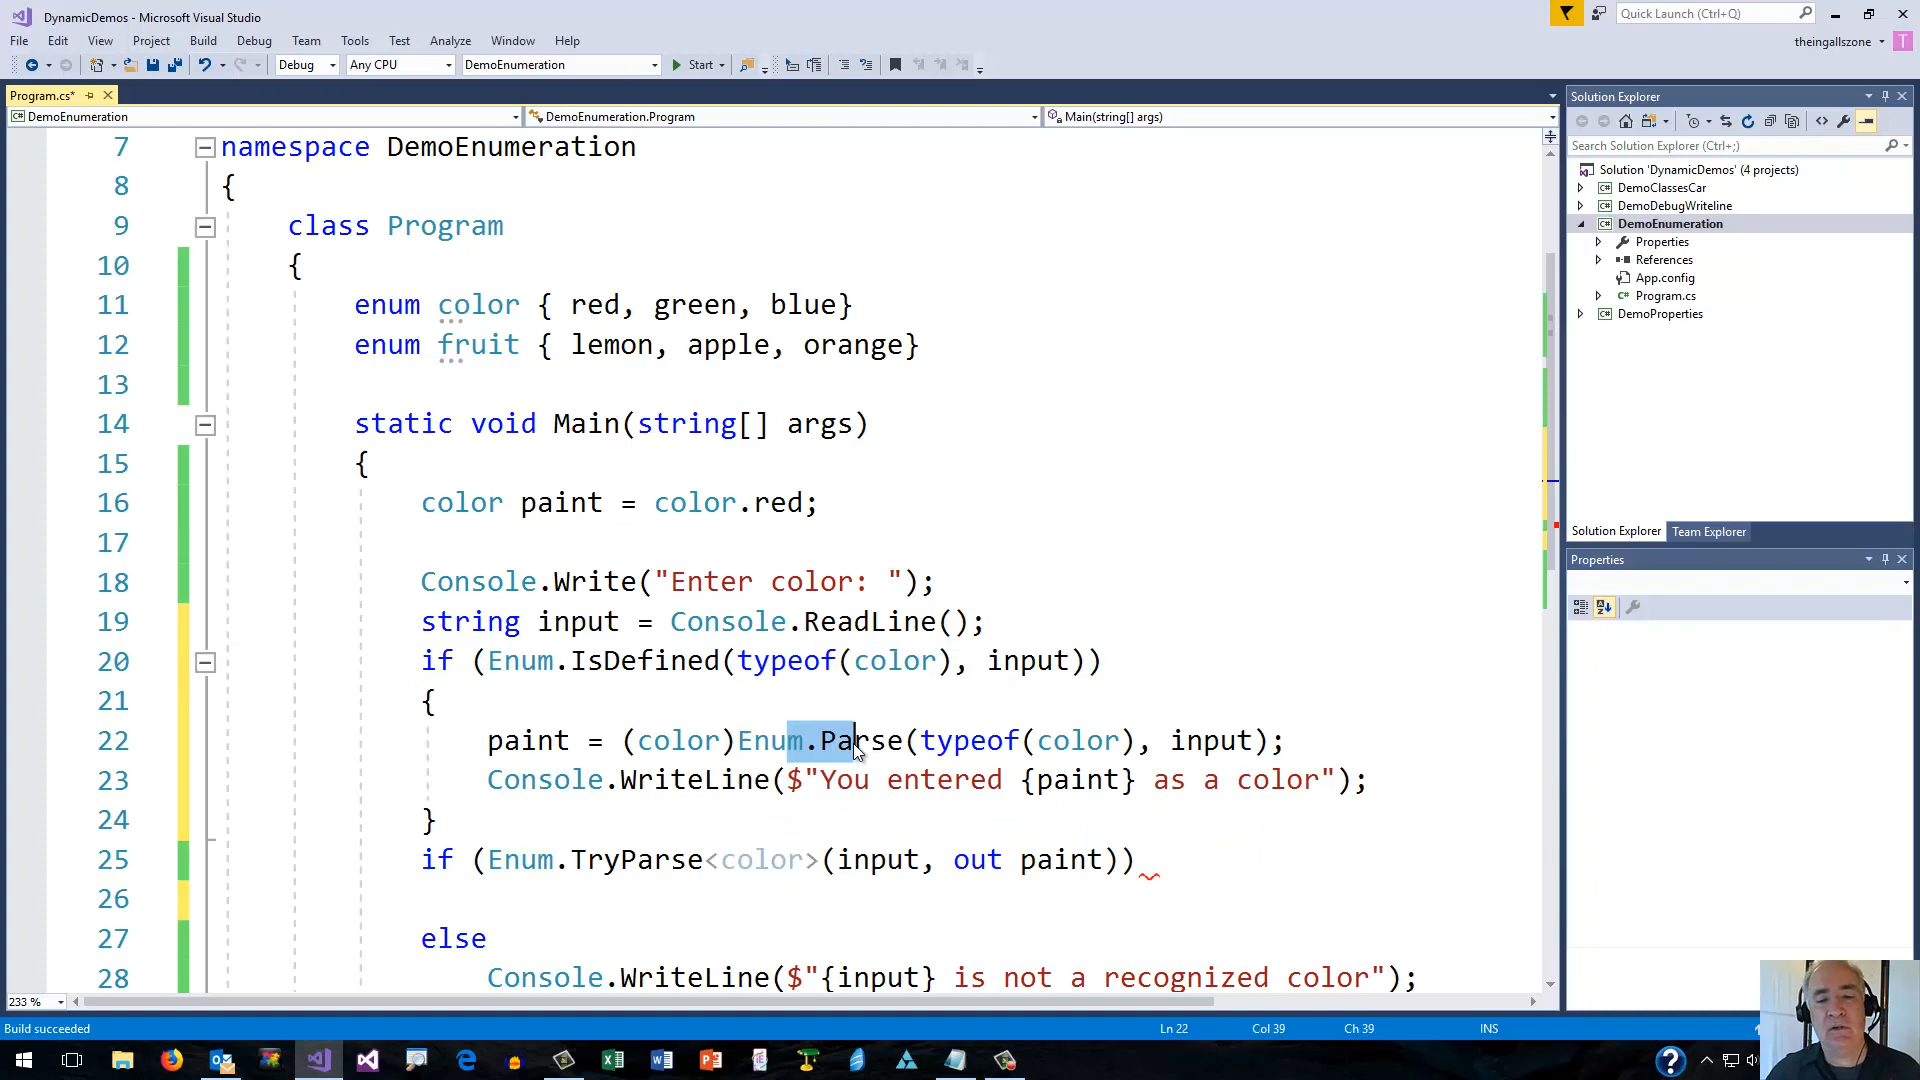 DynamicDemos - Microsoft Visual Studio
Quick Launch (Ctrl+Q)
File Edit View Project Build Debug Team Tools Test Analyze Window Help
theingallszone T
Debug Any CPU DemoEnumeration Start
Program.cs*
DemoEnumeration DemoEnumeration.Program Main(string[] args)
7 namespace DemoEnumeration
8 {
9 class Program
10 {
11 enum color { red, green, blue}
12 enum fruit { lemon, apple, orange}
13
14 static void Main(string[] args)
15 {
16 color paint = color.red;
17
18 Console.Write("Enter color: ");
19 string input = Console.ReadLine();
20 if (Enum.IsDefined(typeof(color), input))
21 {
22 paint = (color)Enum.Parse(typeof(color), input);
23 Console.WriteLine($"You entered {paint} as a color");
24 }
25 if (Enum.TryParse<color>(input, out paint))
26
27 else
28 Console.WriteLine($"{input} is not a recognized color");
233 %
Solution Explorer
Search Solution Explorer (Ctrl+;)
Solution 'DynamicDemos' (4 projects)
DemoClassesCar
DemoDebugWriteline
DemoEnumeration
Properties
References
App.config
Program.cs
DemoProperties
Solution Explorer Team Explorer
Properties
Build succeeded Ln 22 Col 39 Ch 39 INS